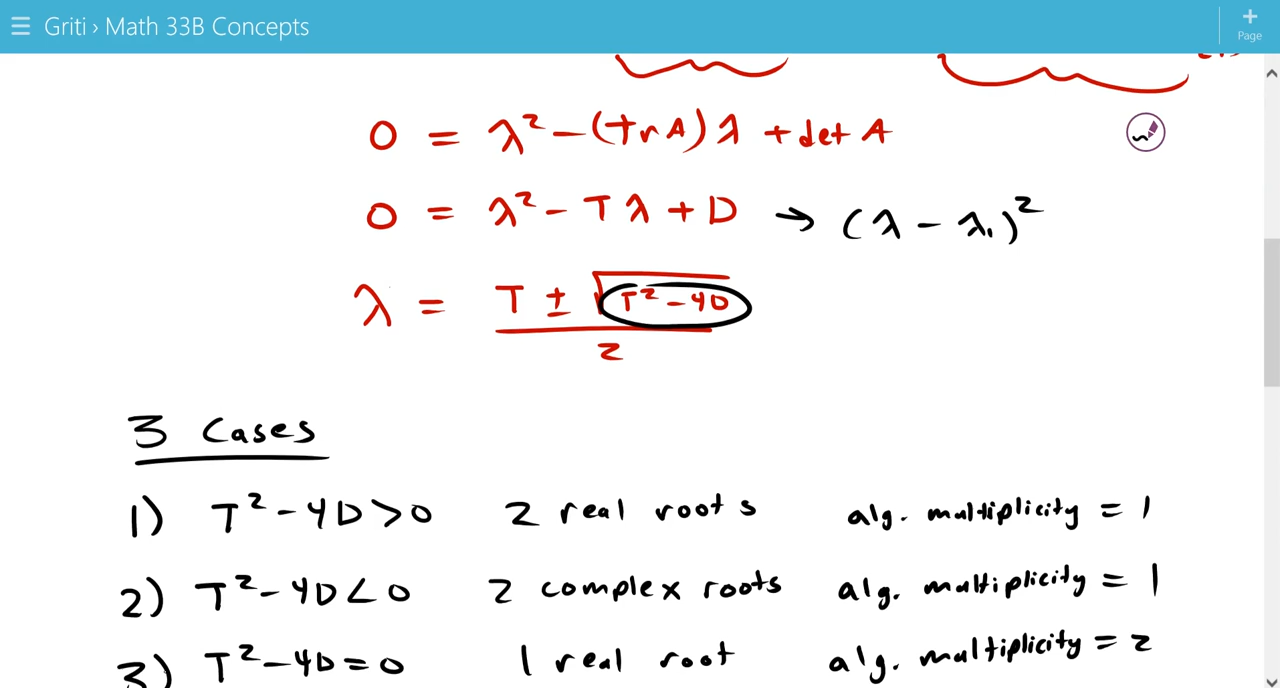 Griti › Math 33B Concepts
Page
0 = λ² - (trA)λ + det A
0 = λ² - Tλ + D → (λ - λ₁)²
λ = (T ± √(T² - 4D))/2
3 Cases
1) T² - 4D > 0 2 real roots alg. multiplicity = 1
2) T² - 4D < 0 2 complex roots alg. multiplicity = 1
3) T² - 4D = 0 1 real root alg. multiplicity = 2